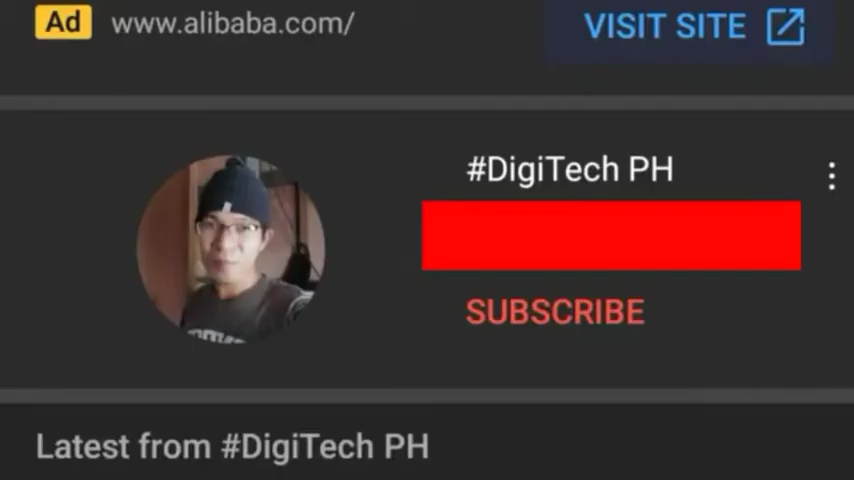 Ad www.alibaba.com/ VISIT SITE
#DigiTech PH
SUBSCRIBE
Latest from #DigiTech PH